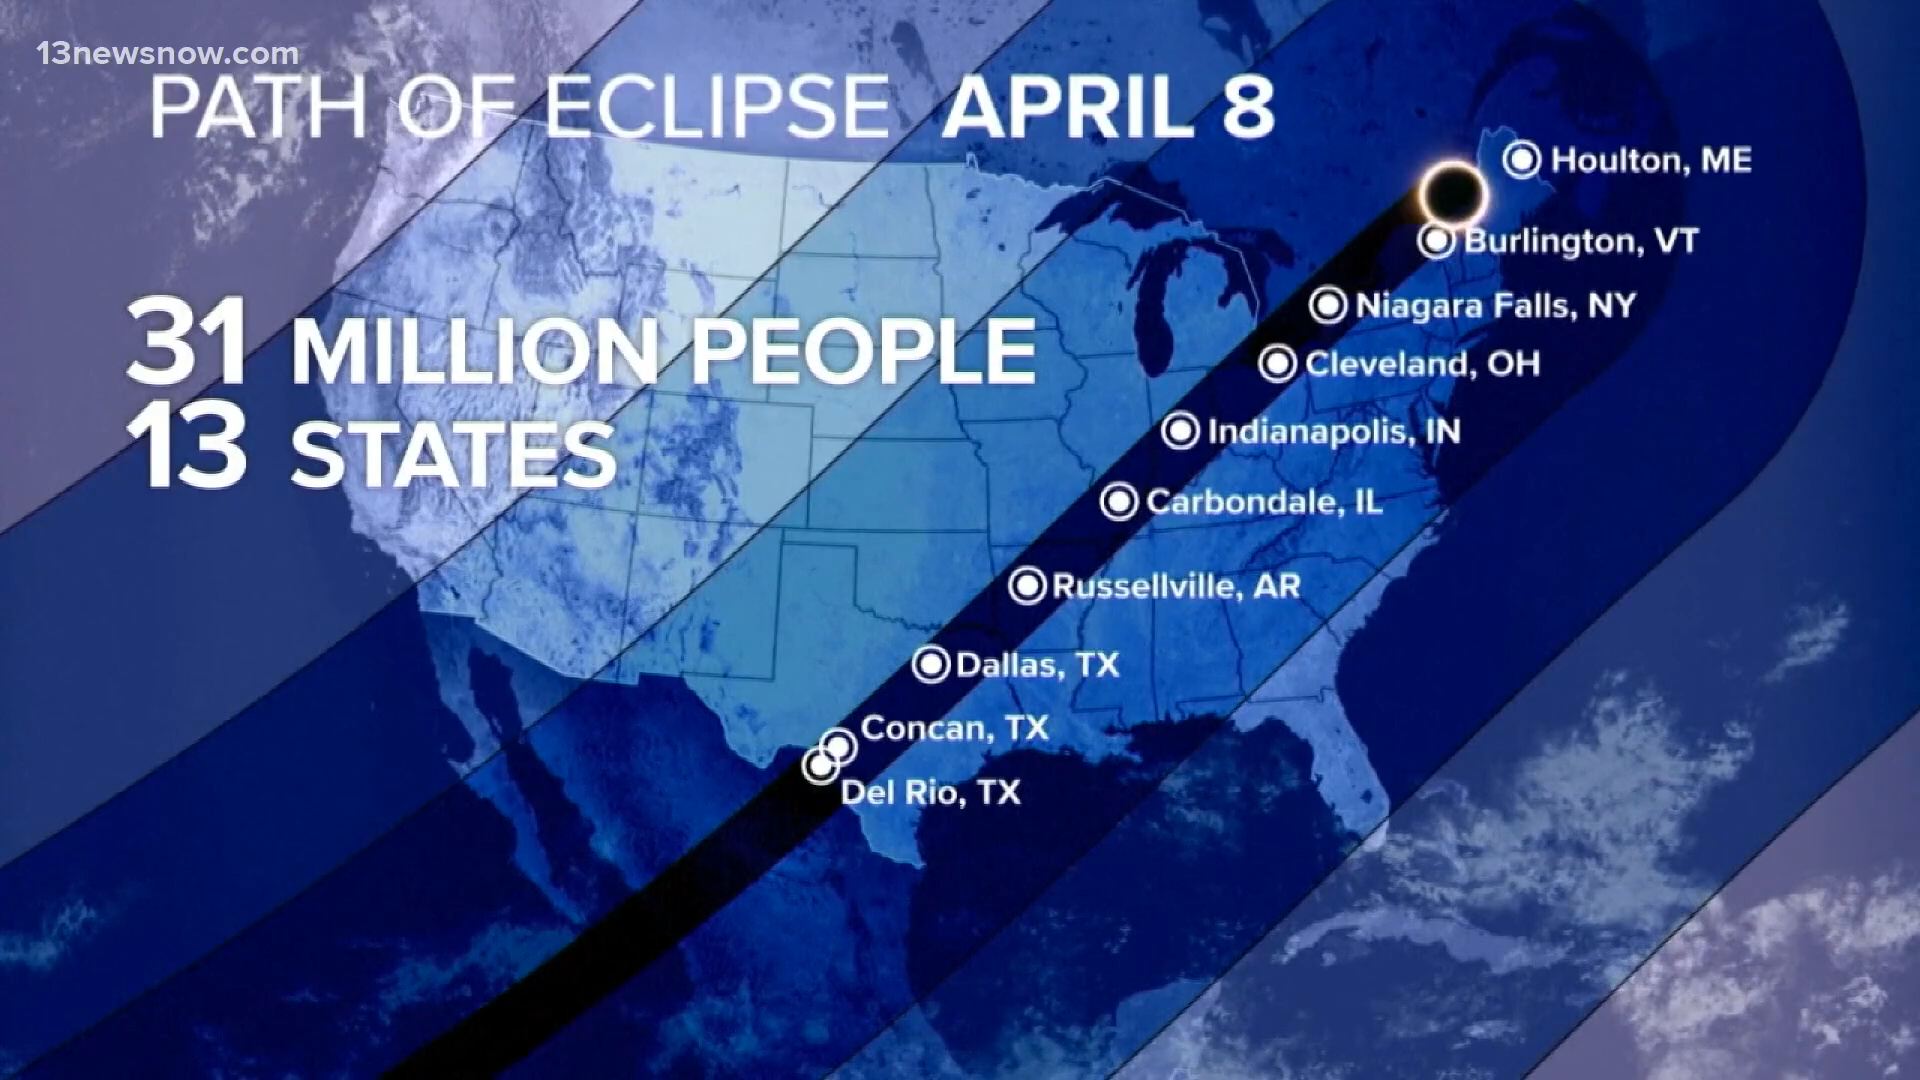 13newsnow.com
PATH OF ECLIPSE APRIL 8
31 MILLION PEOPLE
13 STATES
Houlton, ME
Burlington, VT
Niagara Falls, NY
Cleveland, OH
Indianapolis, IN
Carbondale, IL
Russellville, AR
Dallas, TX
Concan, TX
Del Rio, TX